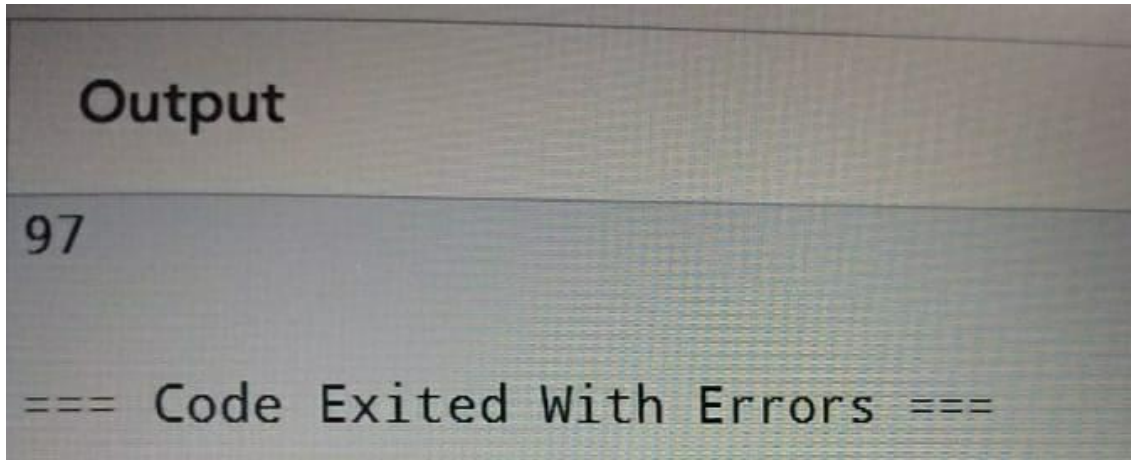 Output
97
=== Code Exited With Errors ===